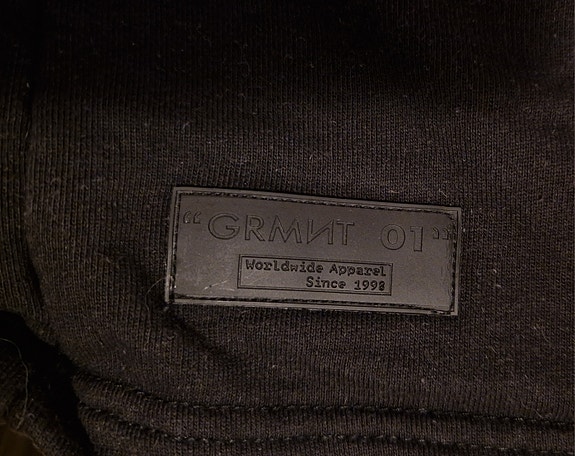 “GRMИT 01”
Worldwide Apparel
Since 1998